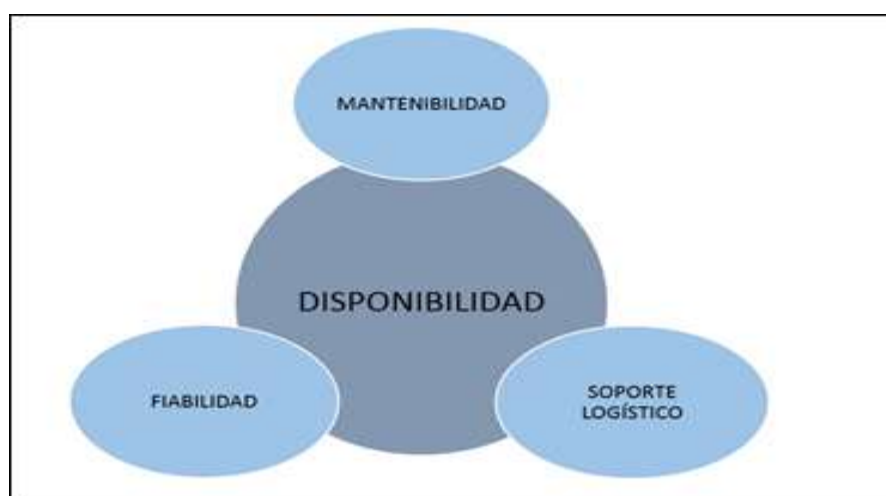 MANTENIBILIDAD
DISPONIBILIDAD
FIABILIDAD
SOPORTE
LOGÍSTICO